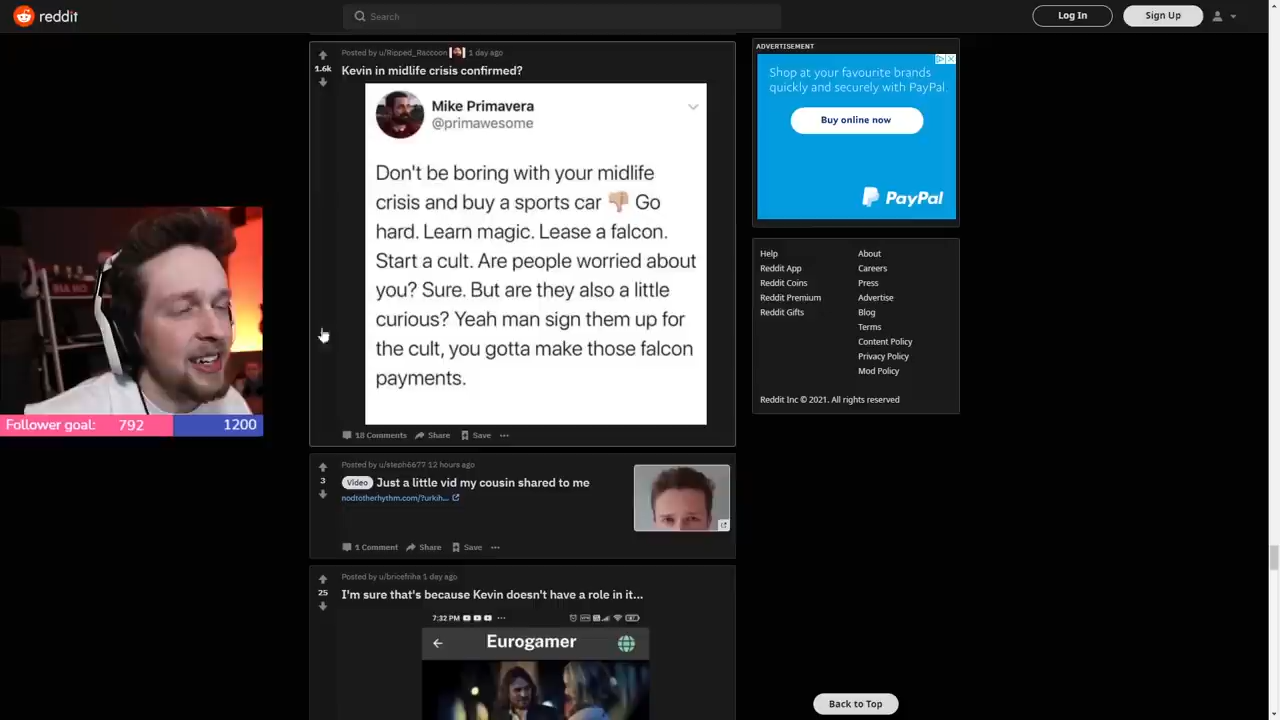 reddit
Search
Log In
Sign Up
Posted by u/Ripped_Raccoon 1 day ago
1.6k
Kevin in midlife crisis confirmed?
Mike Primavera
@primawesome
Don't be boring with your midlife
crisis and buy a sports car 👎🏼 Go
hard. Learn magic. Lease a falcon.
Start a cult. Are people worried about
you? Sure. But are they also a little
curious? Yeah man sign them up for
the cult, you gotta make those falcon
payments.
18 Comments Share Save
Posted by u/steph6677 12 hours ago
3
Video Just a little vid my cousin shared to me
nodtotherhythm.com/?urkih...
1 Comment Share Save
Posted by u/bricefriha 1 day ago
25
I'm sure that's because Kevin doesn't have a role in it...
7:32 PM
Eurogamer
Follower goal: 792 1200
ADVERTISEMENT
Shop at your favourite brands
quickly and securely with PayPal.
Buy online now
PayPal
Help
Reddit App
Reddit Coins
Reddit Premium
Reddit Gifts
About
Careers
Press
Advertise
Blog
Terms
Content Policy
Privacy Policy
Mod Policy
Reddit Inc © 2021. All rights reserved
Back to Top